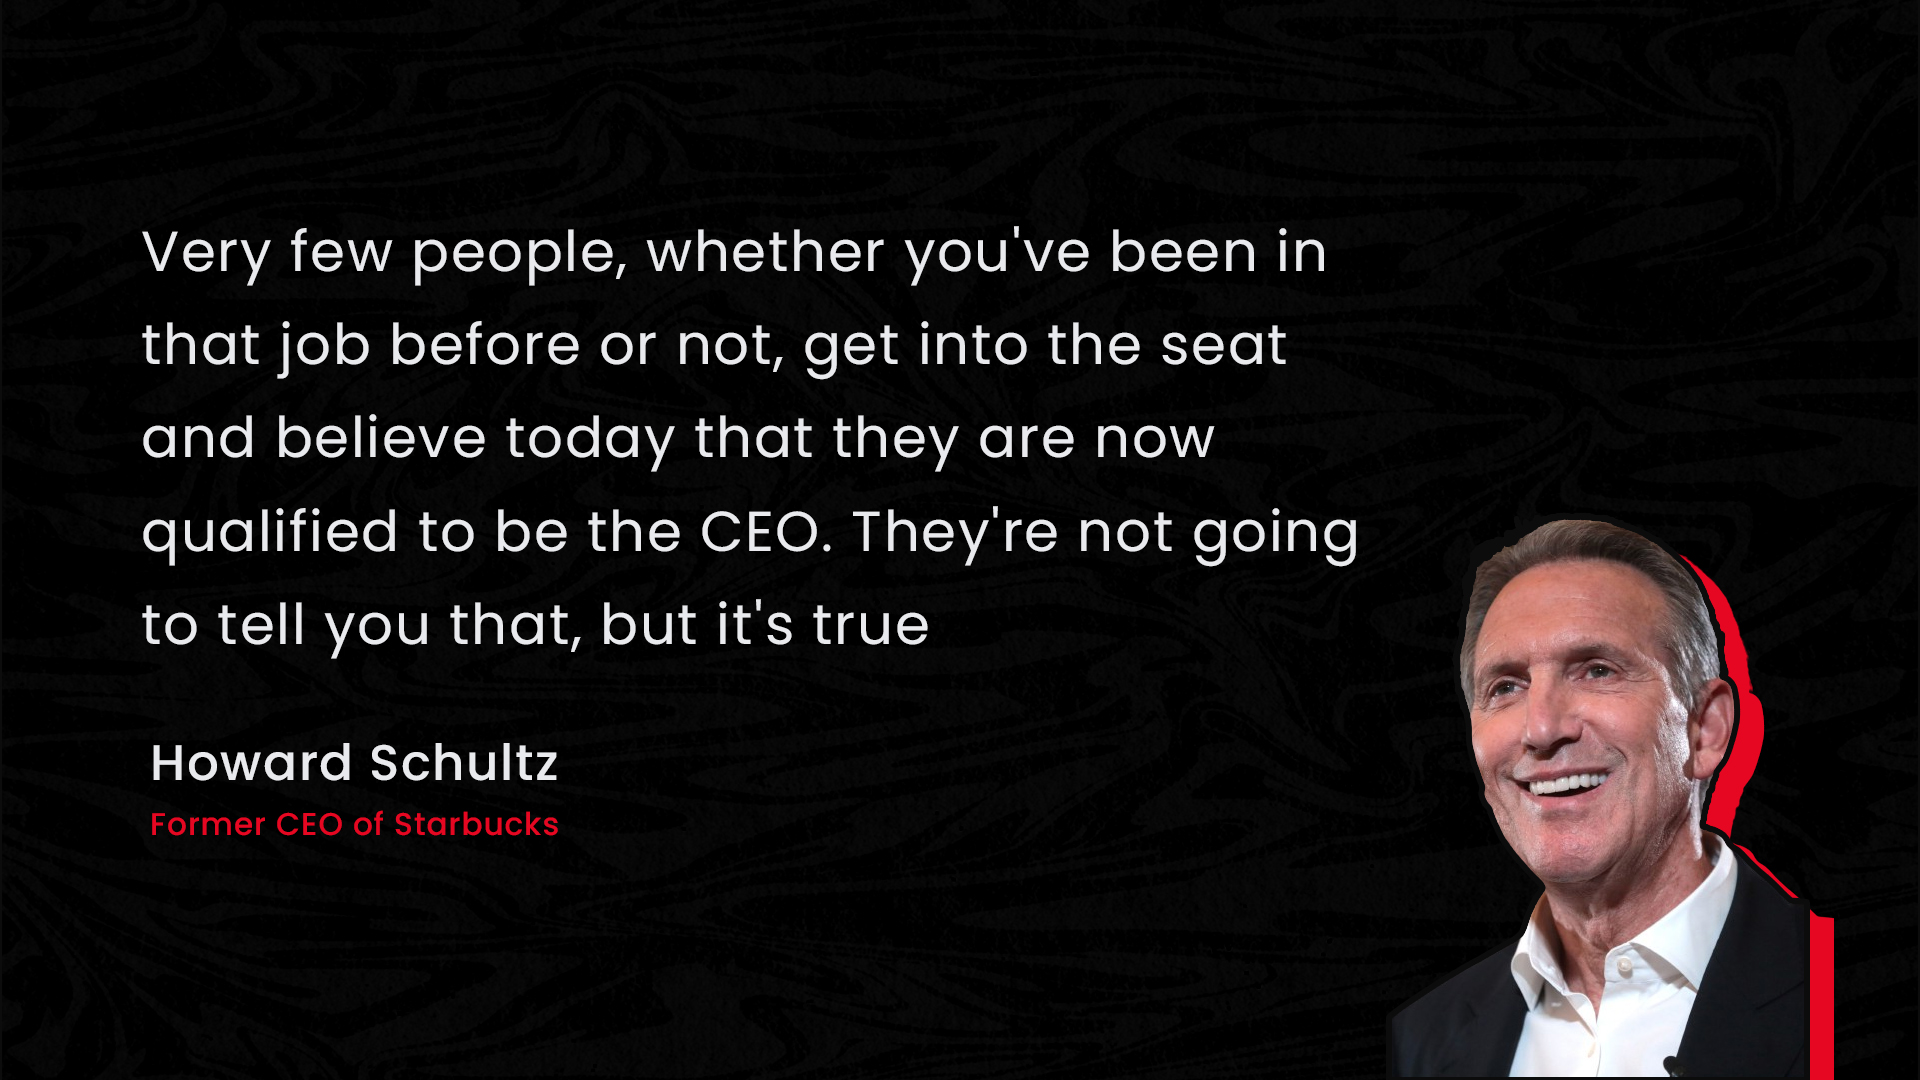 Very few people, whether you've been in
that job before or not, get into the seat
and believe today that they are now
qualified to be the CEO. They're not going
to tell you that, but it's true
Howard Schultz
Former CEO of Starbucks